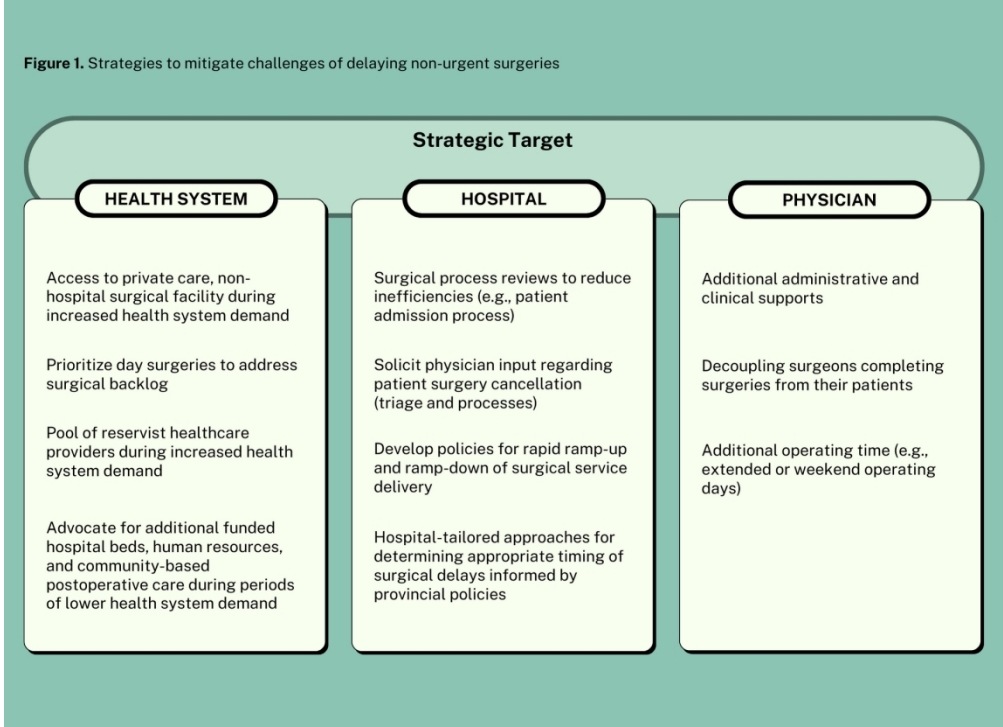 Figure 1. Strategies to mitigate challenges of delaying non-urgent surgeries
Strategic Target
HEALTH SYSTEM
Access to private care, non-
hospital surgical facility during
increased health system demand
Prioritize day surgeries to address
surgical backlog
Pool of reservist healthcare
providers during increased health
system demand
Advocate for additional funded
hospital beds, human resources,
and community-based
postoperative care during periods
of lower health system demand
HOSPITAL
Surgical process reviews to reduce
inefficiencies (e.g., patient
admission process)
Solicit physician input regarding
patient surgery cancellation
(triage and processes)
Develop policies for rapid ramp-up
and ramp-down of surgical service
delivery
Hospital-tailored approaches for
determining appropriate timing of
surgical delays informed by
provincial policies
PHYSICIAN
Additional administrative and
clinical supports
Decoupling surgeons completing
surgeries from their patients
Additional operating time (e.g.,
extended or weekend operating
days)